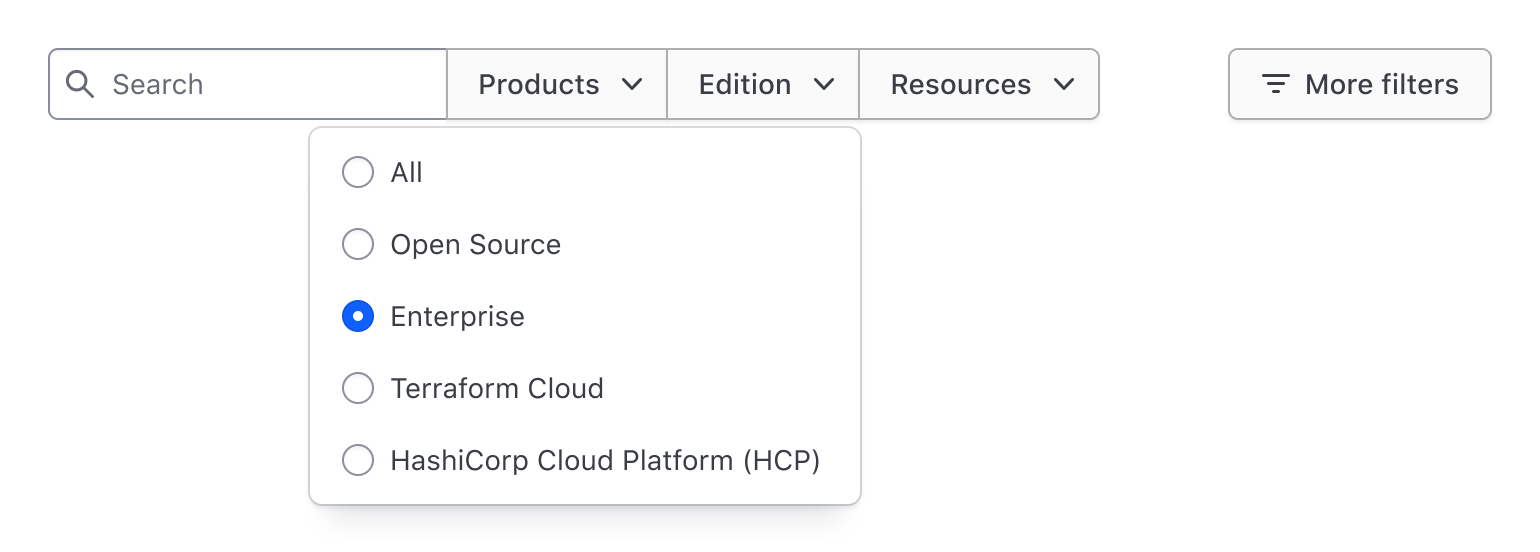 Search Products Edition Resources More filters
All
Open Source
Enterprise
Terraform Cloud
HashiCorp Cloud Platform (HCP)